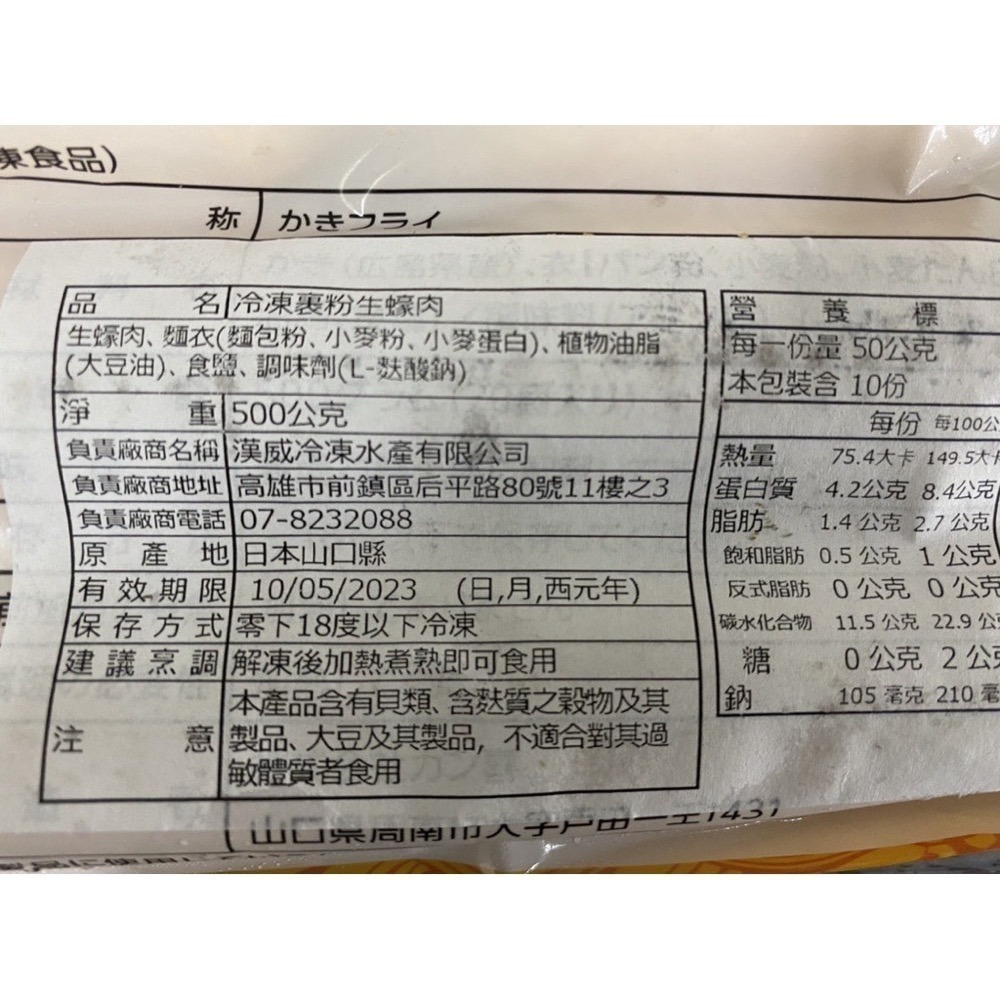 凍食品)
称 かきフライ
品 名 冷凍裹粉生蠔肉
生蠔肉、麵衣(麵包粉、小麥粉、小麥蛋白)、植物油脂
(大豆油)、食鹽、調味劑(L-麩酸鈉)
淨 重 500公克
負責廠商名稱 漢威冷凍水產有限公司
負責廠商地址 高雄市前鎮區后平路80號11樓之3
負責廠商電話 07-8232088
原 產 地 日本山口縣
有效期限 10/05/2023 (日,月,西元年)
保存方式 零下18度以下冷凍
建議烹調 解凍後加熱煮熟即可食用
注 意 本產品含有貝類、含麩質之穀物及其
製品、大豆及其製品, 不適合對其過
敏體質者食用
營 養 標
每一份量 50公克
本包裝含 10份
每份 每100公
熱量 75.4大卡 149.5大卡
蛋白質 4.2公克 8.4公克
脂肪 1.4 公克 2.7 公克
飽和脂肪 0.5 公克 1 公克
反式脂肪 0 公克 0 公克
碳水化合物 11.5 公克 22.9 公
糖 0 公克 2 公克
鈉 105 毫克 210 毫
山口県周南市大字戸田一王1431